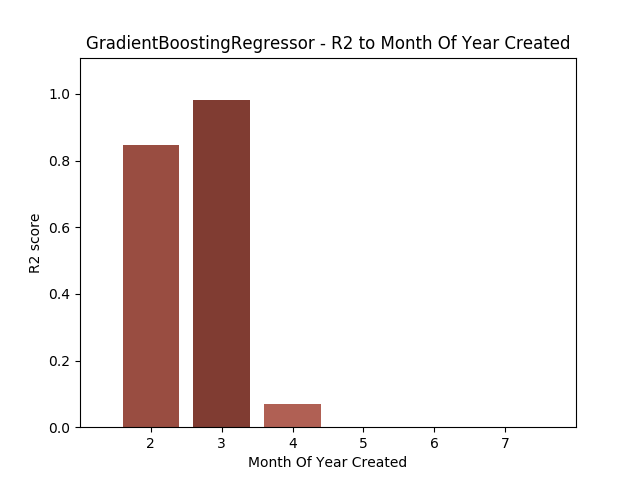 GradientBoostingRegressor - R2 to Month Of Year Created
1.0
0.8
0.6
0.4
0.2
0.0
R2 score
2 3 4 5 6 7
Month Of Year Created